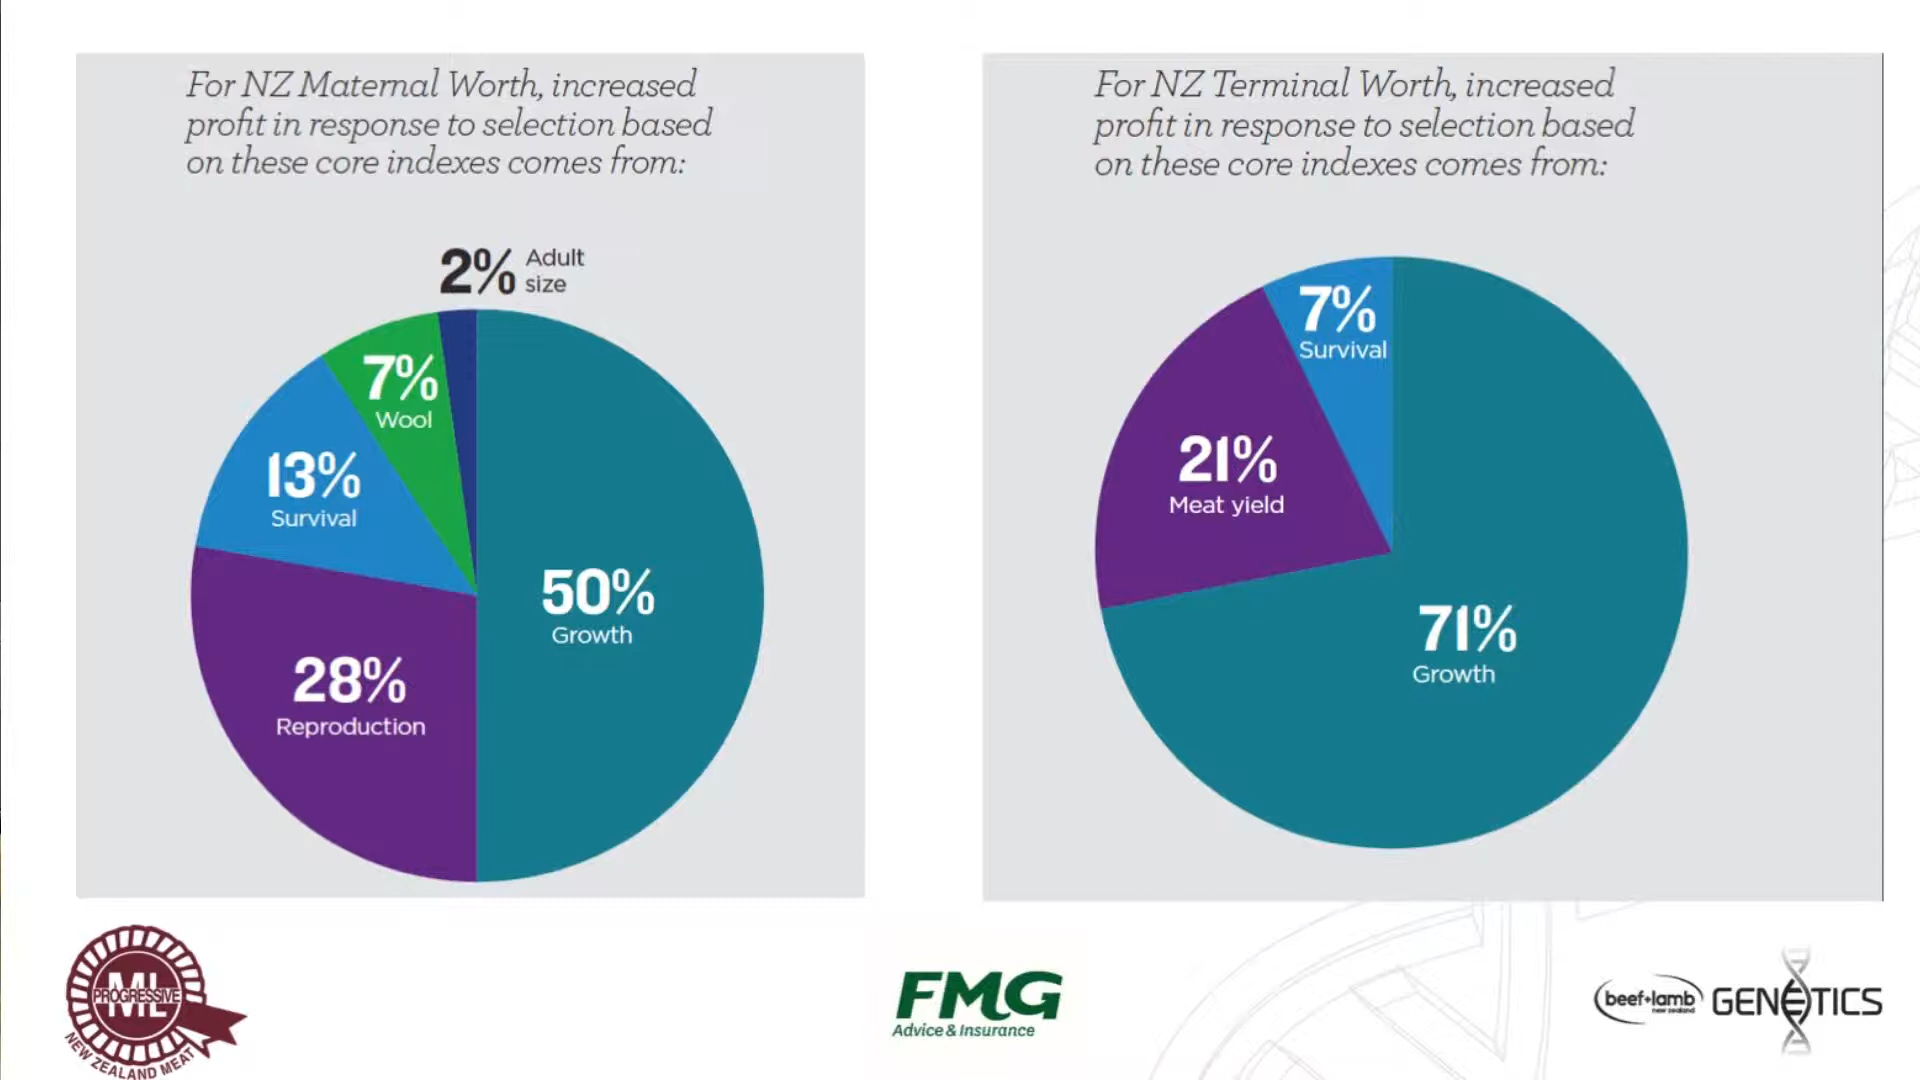 For NZ Maternal Worth, increased
profit in response to selection based
on these core indexes comes from:
2% Adult
size
7%
Wool
13%
Survival
50%
Growth
28%
Reproduction
For NZ Terminal Worth, increased
profit in response to selection based
on these core indexes comes from:
7%
Survival
21%
Meat yield
71%
Growth
ML
PROGRESSIVE
NEW ZEALAND MEAT
FMG
Advice & Insurance
beef+lamb
new zealand
GENETICS